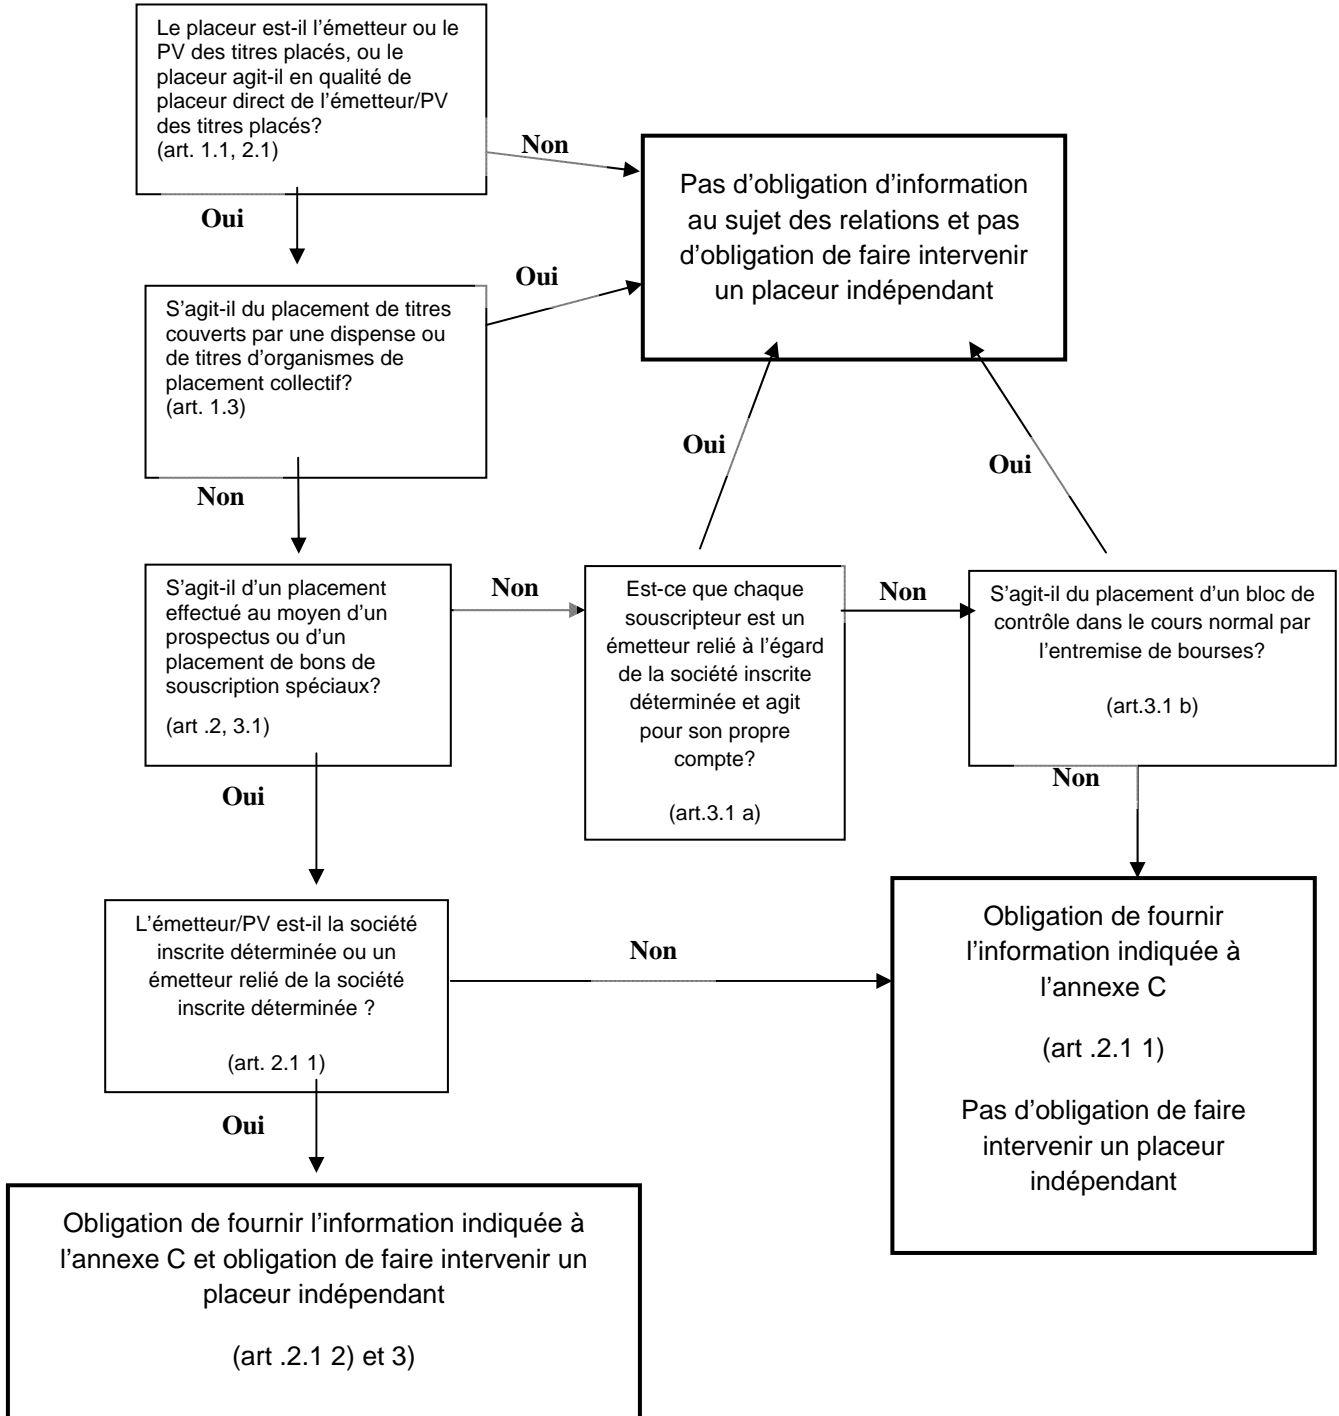 Le placeur est-il l’émetteur ou le
PV des titres placés, ou le
placeur agit-il en qualité de
placeur direct de l’émetteur/PV
des titres placés?
(art. 1.1, 2.1)
Non
Pas d’obligation d’information
au sujet des relations et pas
d’obligation de faire intervenir
un placeur indépendant
Oui
Oui
S’agit-il du placement de titres
couverts par une dispense ou
de titres d’organismes de
placement collectif?
(art. 1.3)
Oui
Oui
Non
S’agit-il d’un placement
effectué au moyen d’un
prospectus ou d’un
placement de bons de
souscription spéciaux?
(art .2, 3.1)
Non
Est-ce que chaque
souscripteur est un
émetteur relié à l’égard
de la société inscrite
déterminée et agit
pour son propre
compte?
(art.3.1 a)
Non
S’agit-il du placement d’un bloc de
contrôle dans le cours normal par
l’entremise de bourses?
(art.3.1 b)
Non
Oui
L’émetteur/PV est-il la société
inscrite déterminée ou un
émetteur relié de la société
inscrite déterminée ?
(art. 2.1 1)
Non
Obligation de fournir
l’information indiquée à
l’annexe C
(art .2.1 1)
Pas d’obligation de faire
intervenir un placeur
indépendant
Oui
Obligation de fournir l’information indiquée à
l’annexe C et obligation de faire intervenir un
placeur indépendant
(art .2.1 2) et 3)